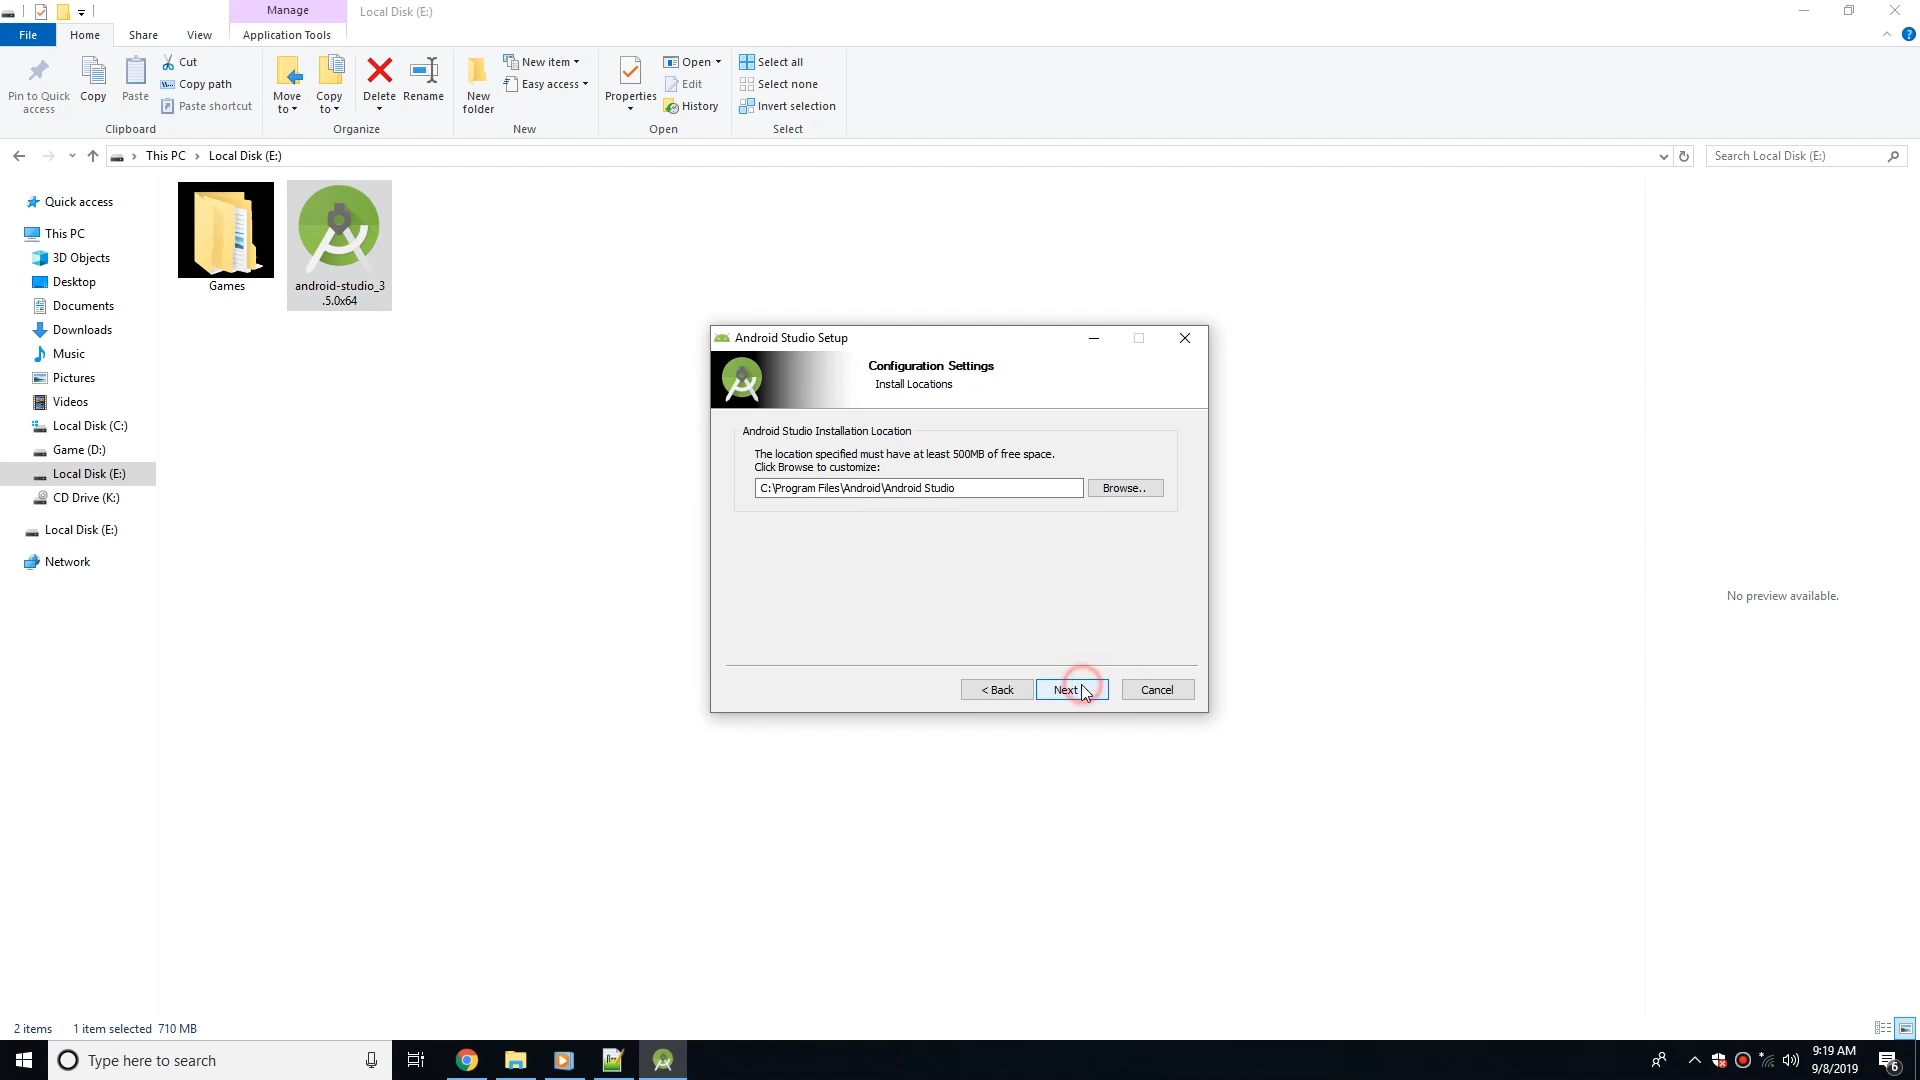 Manage
Local Disk (E:)
File
Home
Share
View
Application Tools
Pin to Quick access
Copy
Paste
Cut
Copy path
Paste shortcut
Clipboard
Move to
Copy to
Delete
Rename
Organize
New folder
New item
Easy access
New
Properties
Open
Edit
History
Open
Select all
Select none
Invert selection
Select
This PC
Local Disk (E:)
Search Local Disk (E:)
Quick access
This PC
3D Objects
Desktop
Documents
Downloads
Music
Pictures
Videos
Local Disk (C:)
Game (D:)
Local Disk (E:)
CD Drive (K:)
Local Disk (E:)
Network
Games
android-studio_3
.5.0x64
Android Studio Setup
Configuration Settings
Install Locations
Android Studio Installation Location
The location specified must have at least 500MB of free space.
Click Browse to customize:
C:\Program Files\Android\Android Studio
Browse..
< Back
Next
Cancel
No preview available.
2 items
1 item selected 710 MB
Type here to search
9:19 AM
9/8/2019
6